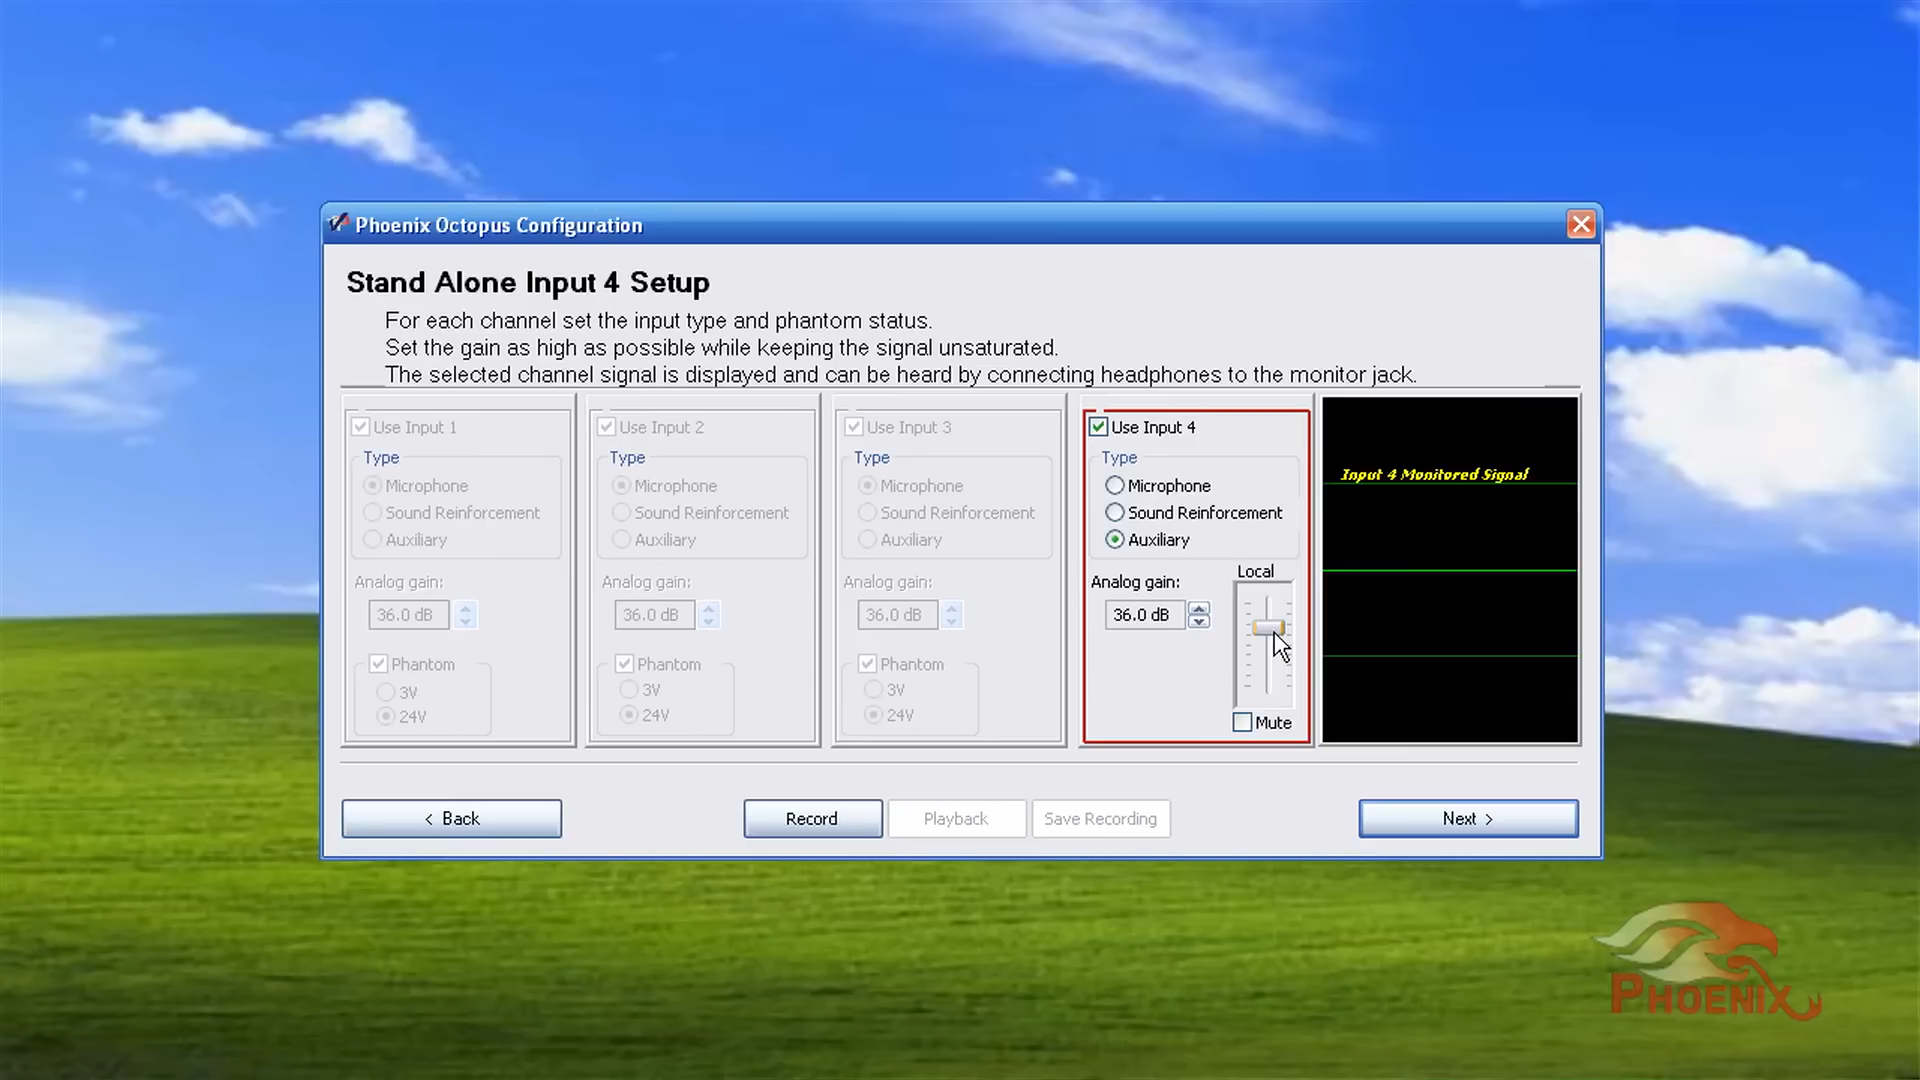 Phoenix Octopus Configuration
Stand Alone Input 4 Setup
For each channel set the input type and phantom status.
Set the gain as high as possible while keeping the signal unsaturated.
The selected channel signal is displayed and can be heard by connecting headphones to the monitor jack.
Use Input 1
Type
Microphone
Sound Reinforcement
Auxiliary
Analog gain:
36.0 dB
Phantom
3V
24V
Use Input 2
Type
Microphone
Sound Reinforcement
Auxiliary
Analog gain:
36.0 dB
Phantom
3V
24V
Use Input 3
Type
Microphone
Sound Reinforcement
Auxiliary
Analog gain:
36.0 dB
Phantom
3V
24V
Use Input 4
Type
Microphone
Sound Reinforcement
Auxiliary
Analog gain:
36.0 dB
Local
Mute
Input 4 Monitored Signal
< Back
Record
Playback
Save Recording
Next >
PHOENIX